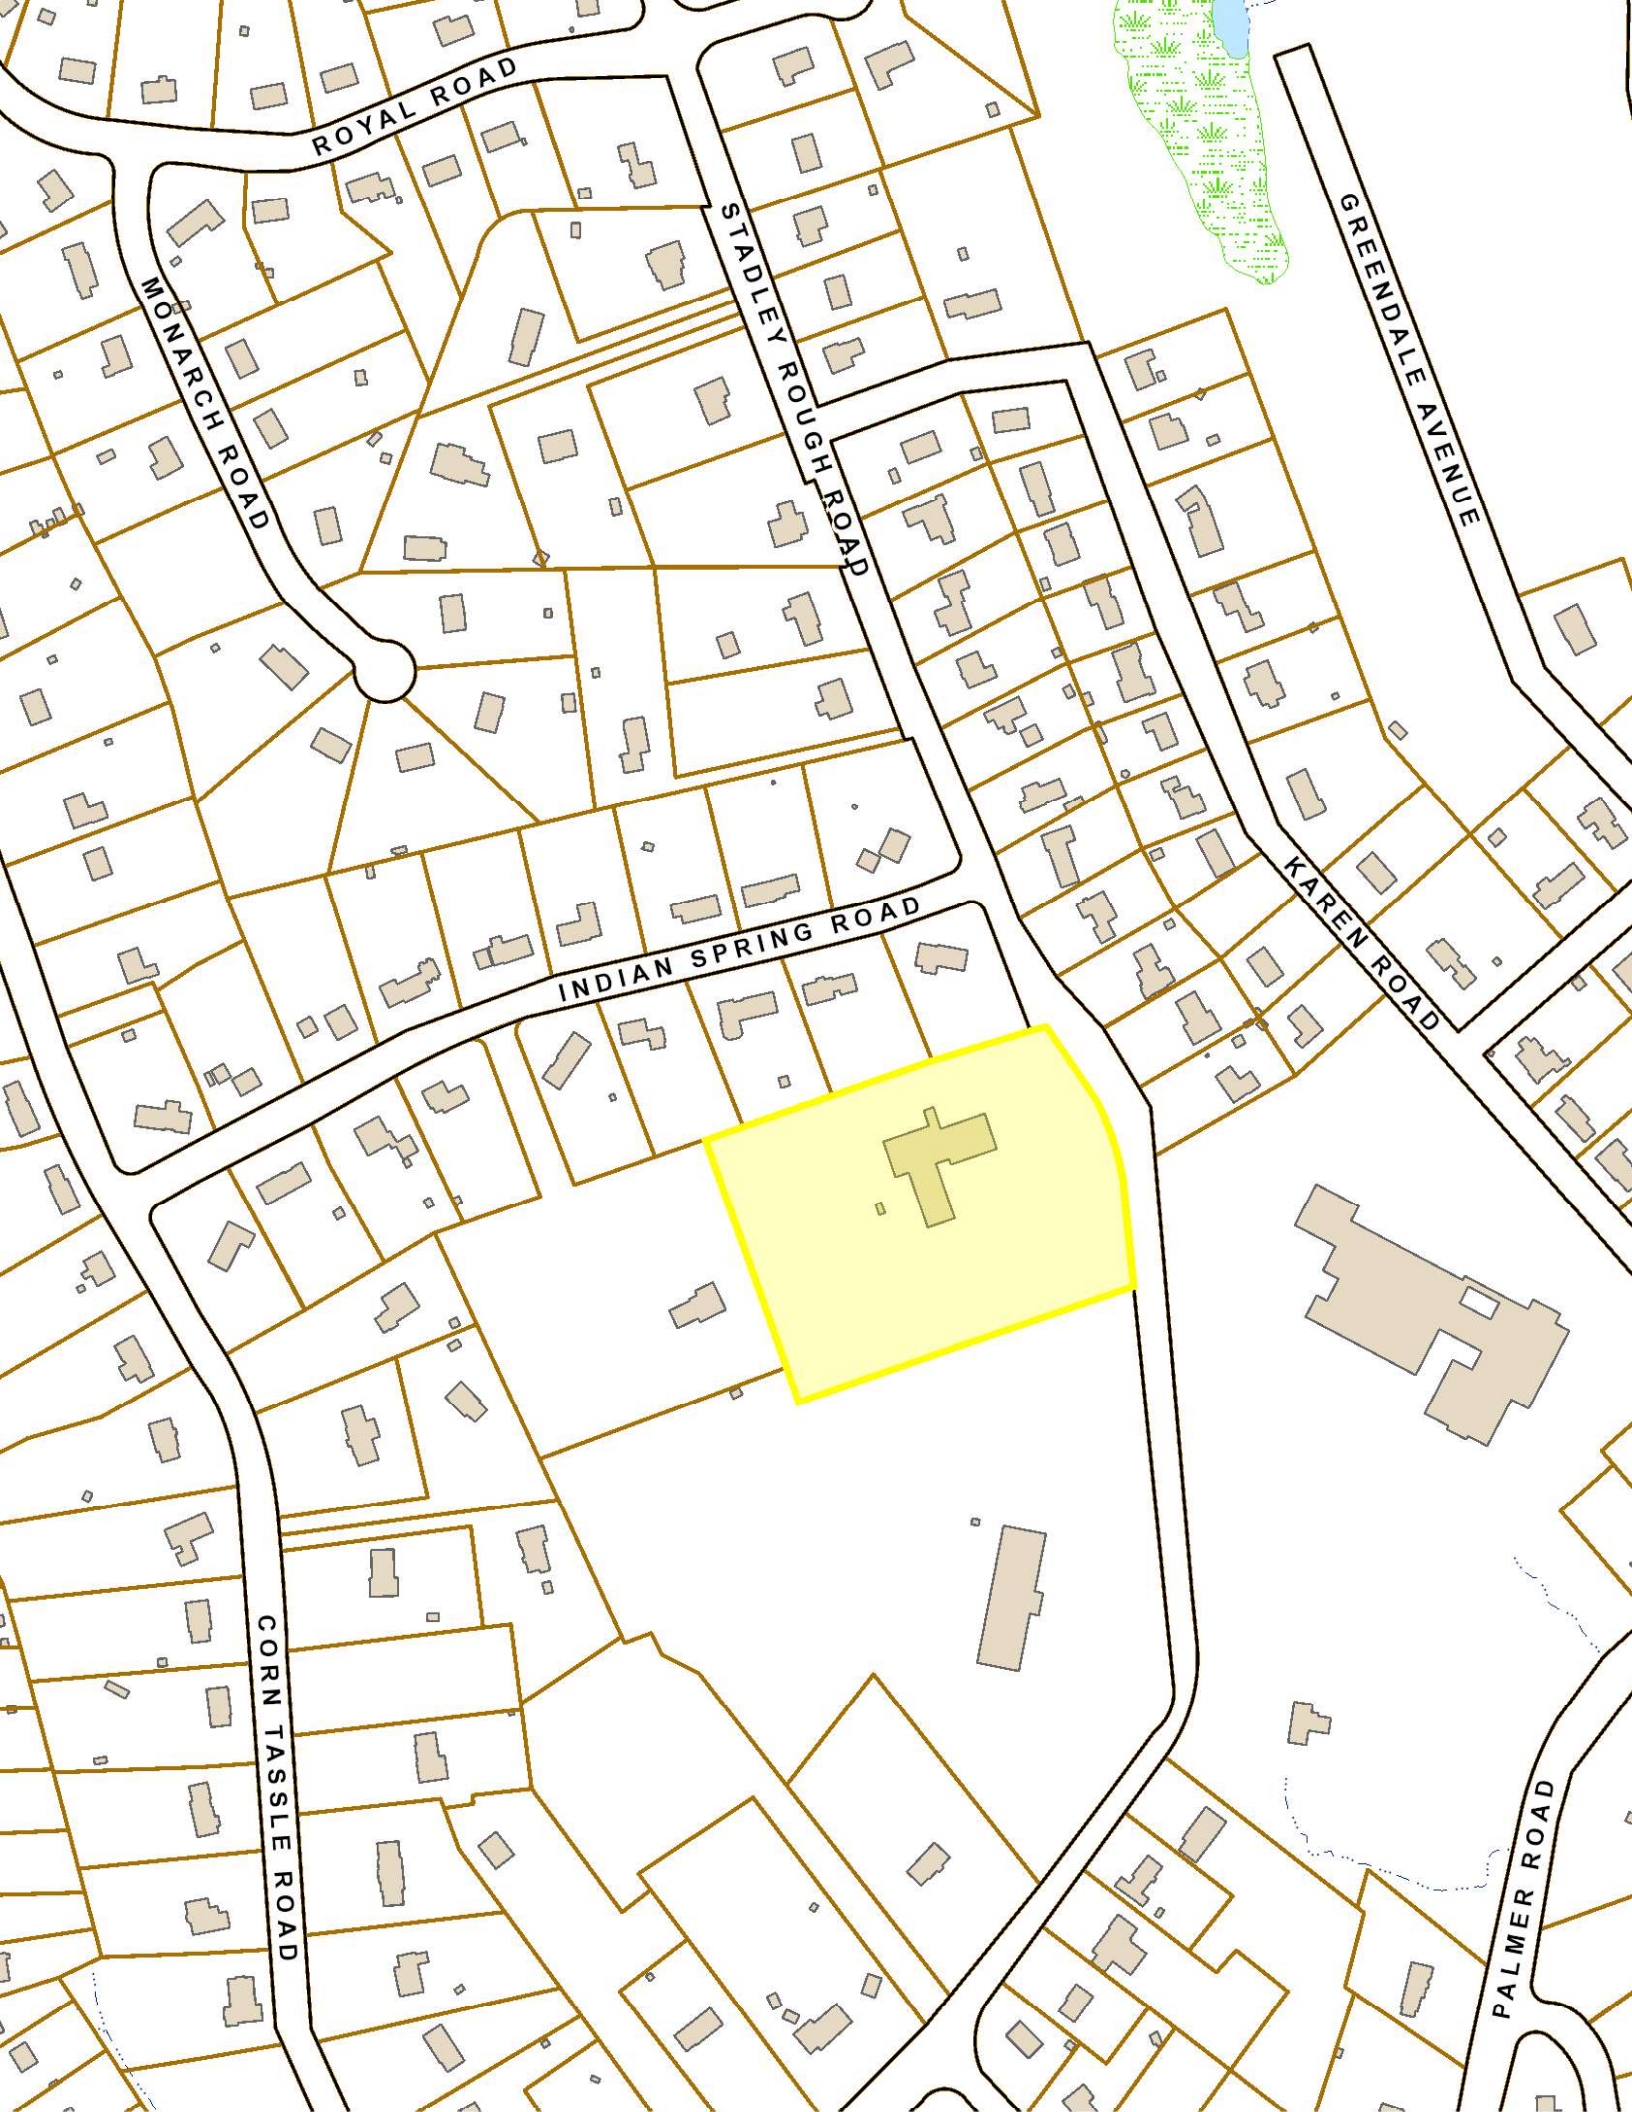 ROYAL ROAD
STADLEY ROUGH ROAD
GREENDALE AVENUE
MONARCH ROAD
KAREN ROAD
INDIAN SPRING ROAD
CORN TASSLE ROAD
PALMER ROAD